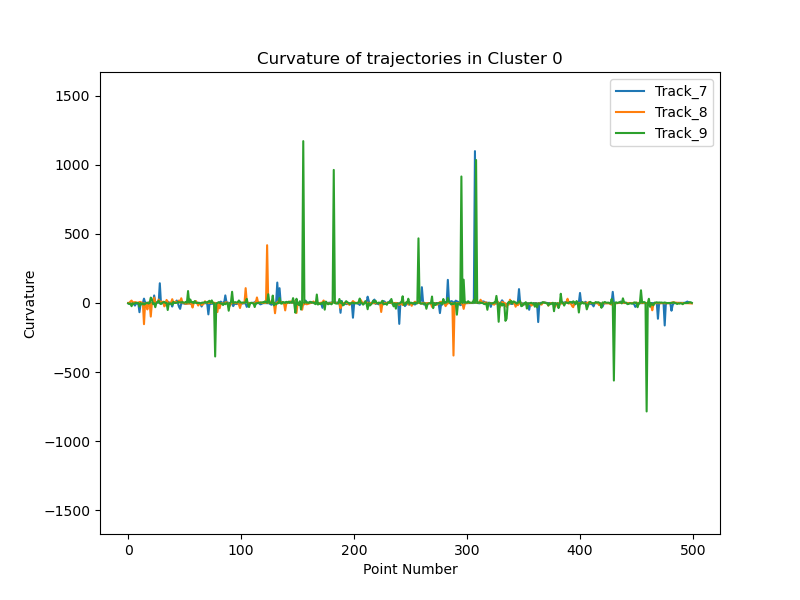 Curvature of trajectories in Cluster 0
1500
1000
500
0
−500
−1000
−1500
Curvature
Track_7
Track_8
Track_9
0 100 200 300 400 500
Point Number